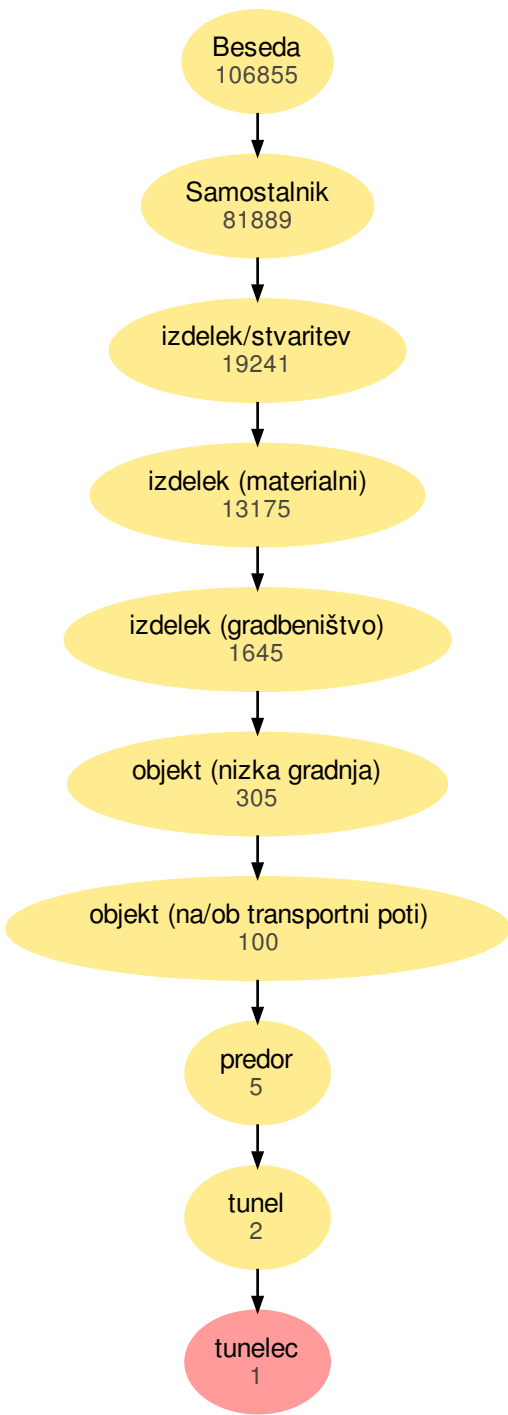 Beseda
106855
Samostalnik
81889
izdelek/stvaritev
19241
izdelek (materialni)
13175
izdelek (gradbeništvo)
1645
objekt (nizka gradnja)
305
objekt (na/ob transportni poti)
100
predor
5
tunel
2
tunelec
1